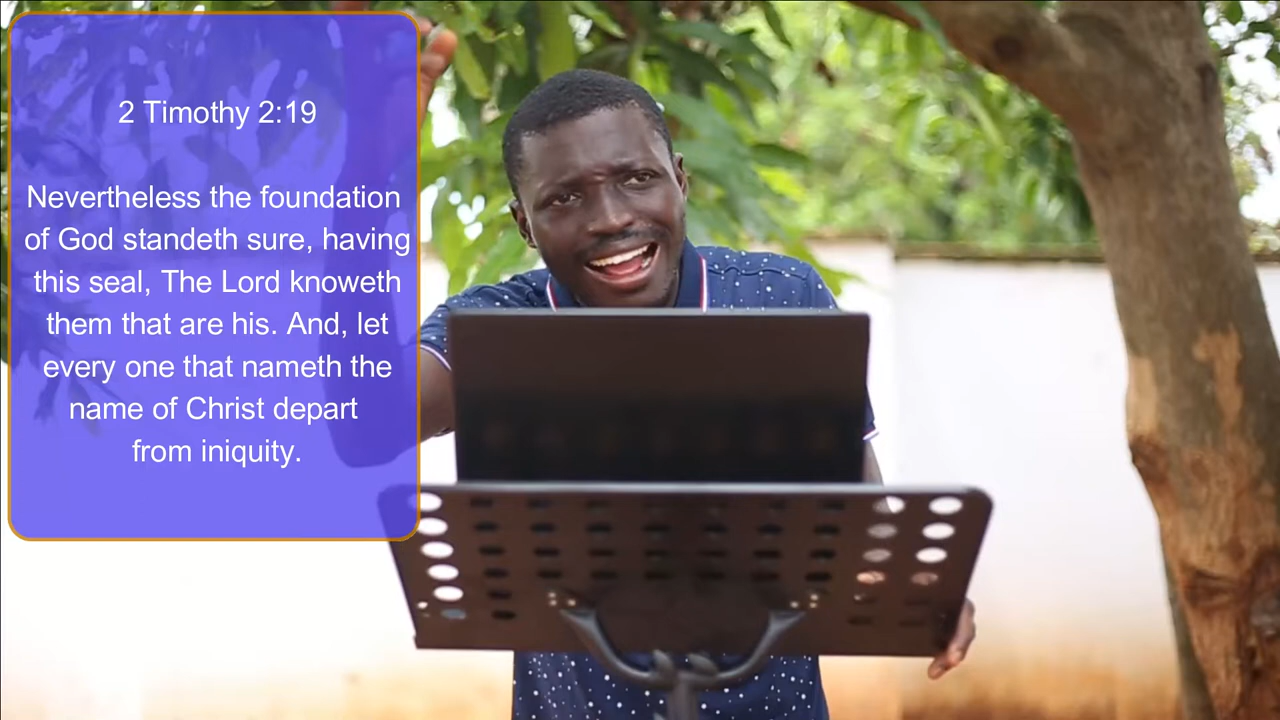 2 Timothy 2:19
Nevertheless the foundation
of God standeth sure, having
this seal, The Lord knoweth
them that are his. And, let
every one that nameth the
name of Christ depart
from iniquity.